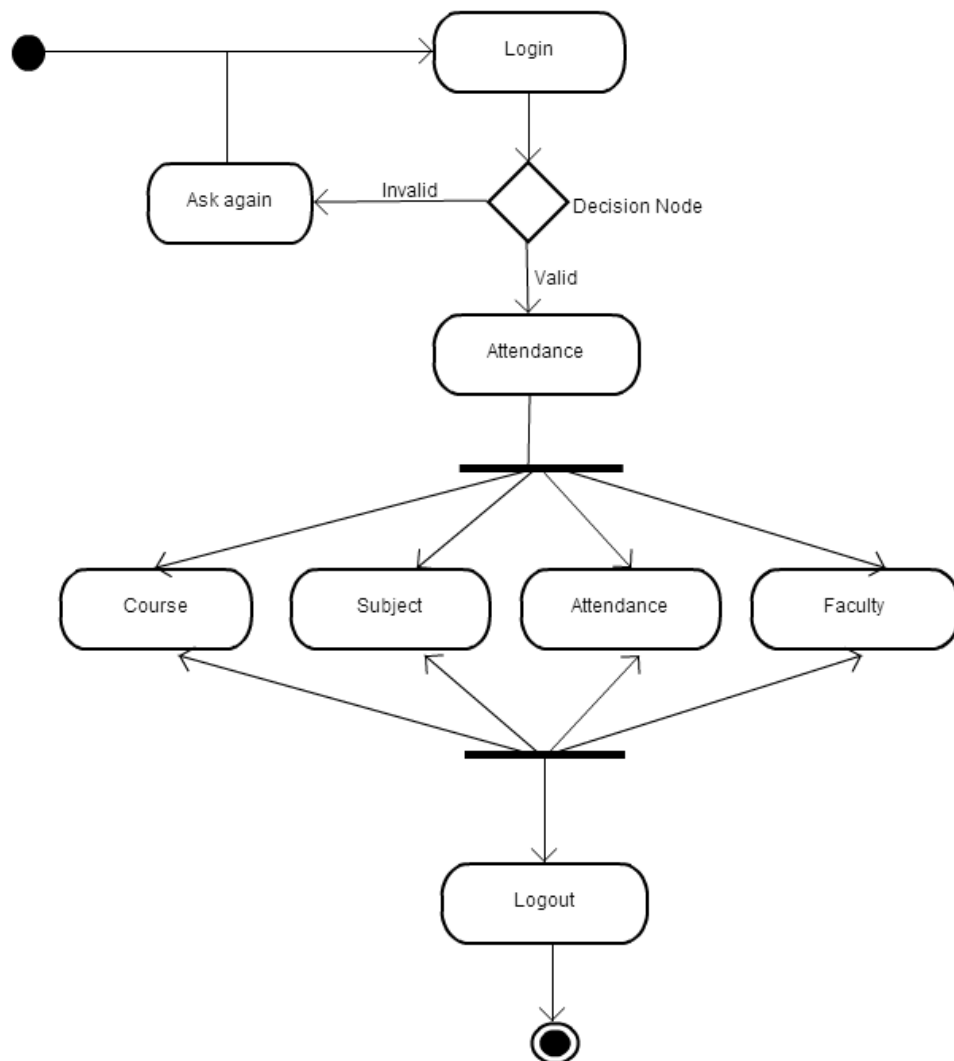 Login
Ask again
Invalid
Decision Node
Valid
Attendance
Course
Subject
Attendance
Faculty
Logout